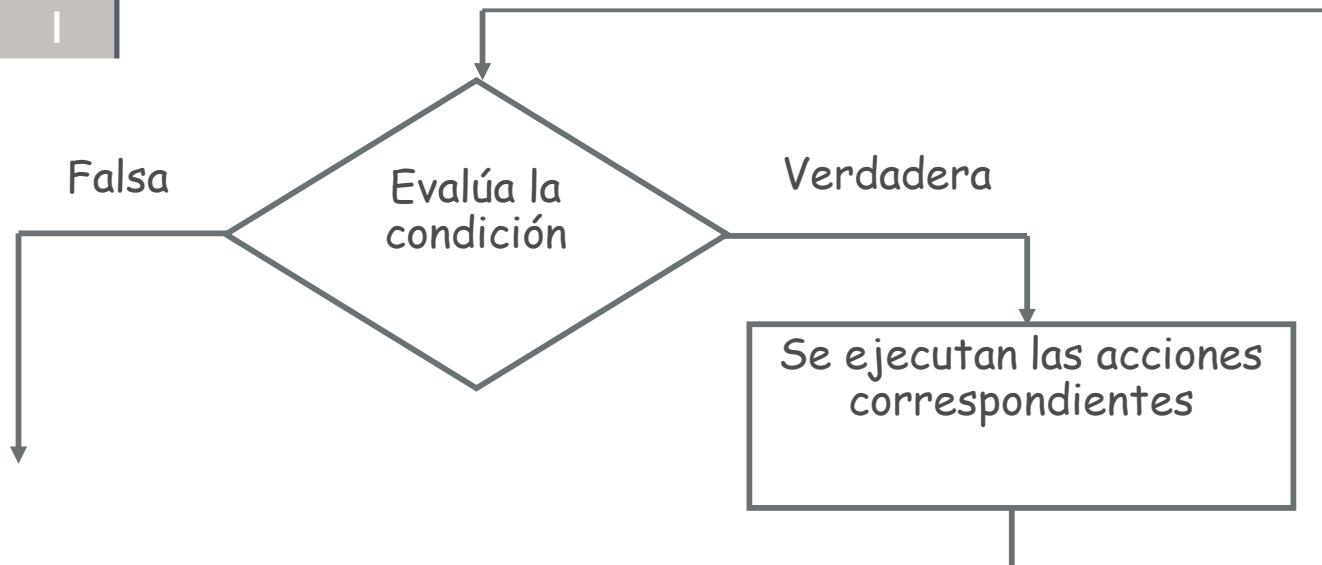 I
Falsa
Evalúa la
condición
Verdadera
Se ejecutan las acciones
correspondientes